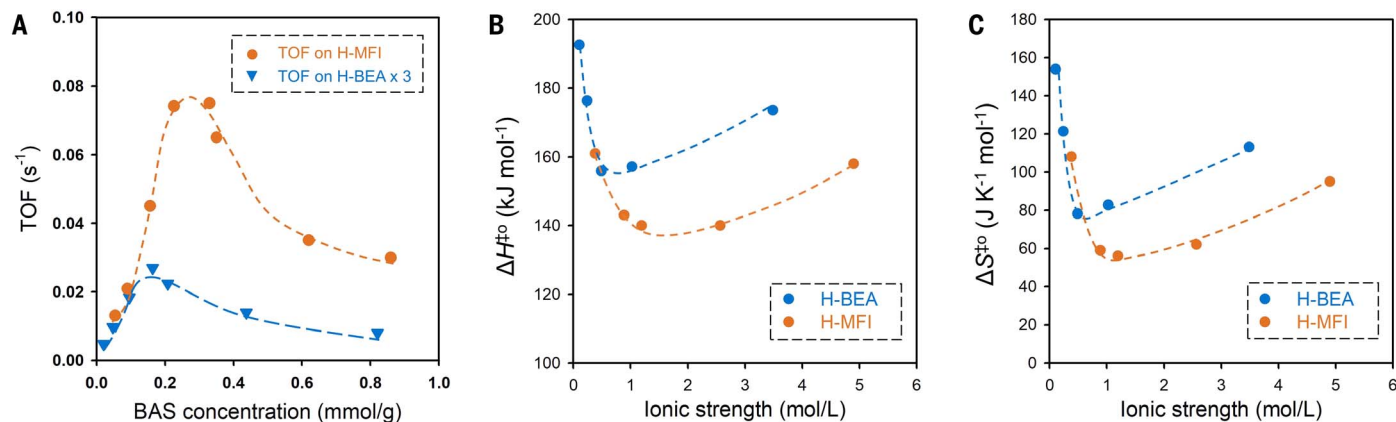 A
TOF (s⁻¹)
0.10
0.08
0.06
0.04
0.02
0.00
0.0 0.2 0.4 0.6 0.8 1.0
BAS concentration (mmol/g)
TOF on H-MFI
TOF on H-BEA x 3
B
ΔH‡º (kJ mol⁻¹)
200
180
160
140
120
100
0 1 2 3 4 5 6
Ionic strength (mol/L)
H-BEA
H-MFI
C
ΔS‡º (J K⁻¹ mol⁻¹)
180
160
140
120
100
80
60
40
20
0
0 1 2 3 4 5 6
Ionic strength (mol/L)
H-BEA
H-MFI